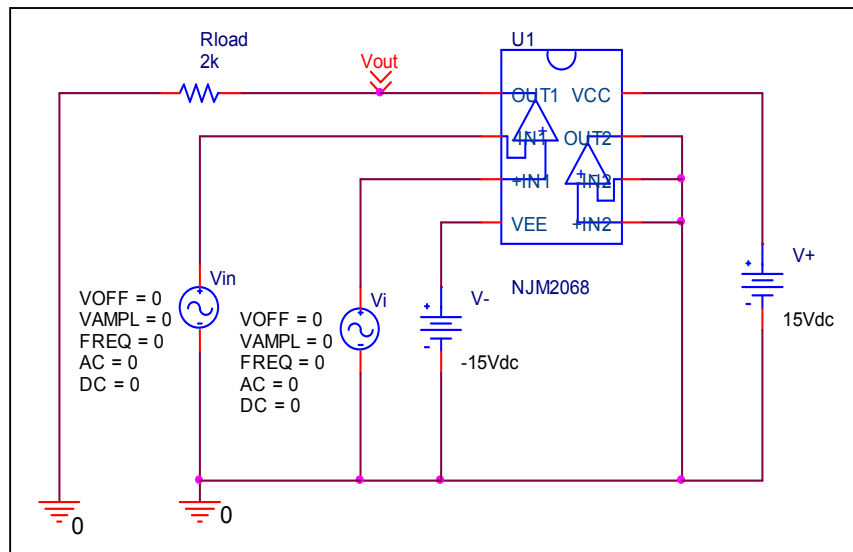 Rload
2k
Vout
U1
OUT1
VCC
-IN1
OUT2
+IN1
-IN2
VEE
+IN2
NJM2068
Vin
VOFF = 0
VAMPL = 0
FREQ = 0
AC = 0
DC = 0
Vi
VOFF = 0
VAMPL = 0
FREQ = 0
AC = 0
DC = 0
V-
-15Vdc
V+
15Vdc
0
0